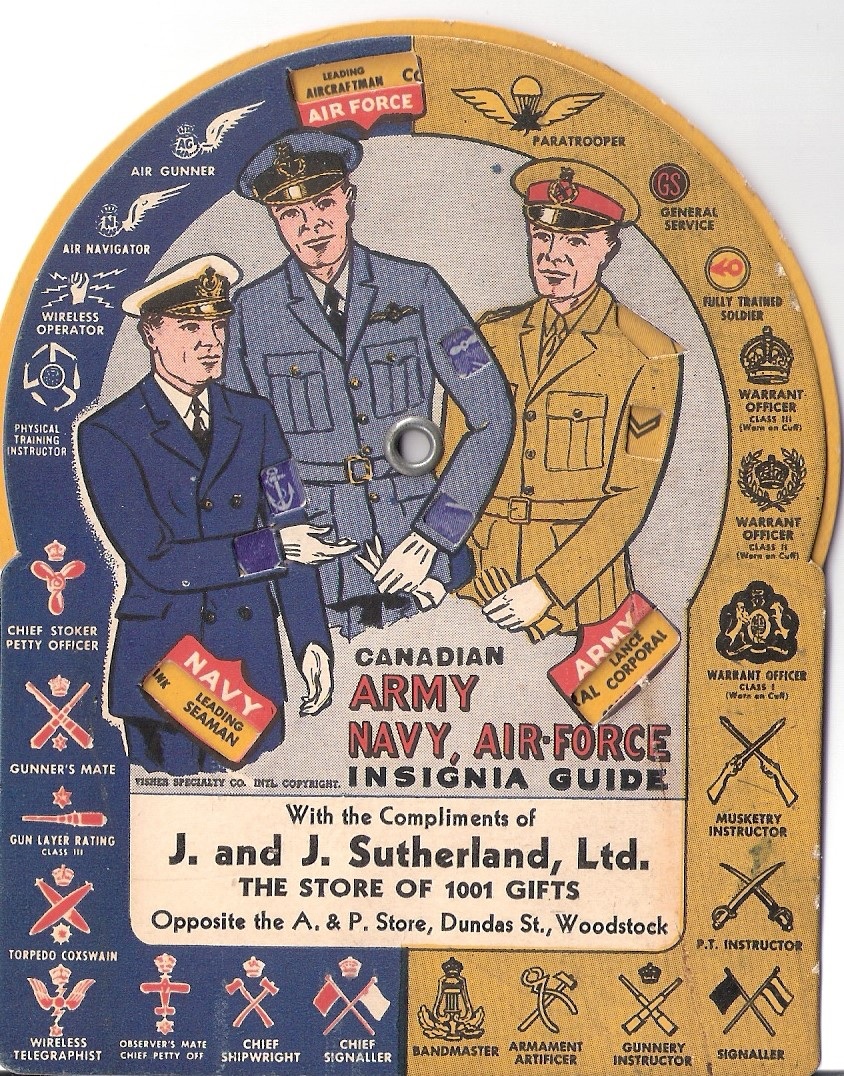 LEADING
AIRCRAFTMAN
AIR FORCE
PARATROOPER
AG
AIR GUNNER
GS
GENERAL
SERVICE
N
AIR NAVIGATOR
WIRELESS
OPERATOR
FULLY TRAINED
SOLDIER
WARRANT
OFFICER
CLASS III
(Worn on Cuff)
PHYSICAL
TRAINING
INSTRUCTOR
WARRANT
OFFICER
CLASS II
(Worn on Cuff)
CHIEF STOKER
PETTY OFFICER
WARRANT OFFICER
CLASS I
(Worn on Cuff)
NAVY
LEADING
SEAMAN
ARMY
LANCE
CORPORAL
CANADIAN
ARMY
NAVY, AIR-FORCE
INSIGNIA GUIDE
VISHER SPECIALTY CO. INTL. COPYRIGHT.
GUNNER'S MATE
GUN LAYER RATING
CLASS III
TORPEDO COXSWAIN
MUSKETRY
INSTRUCTOR
P.T. INSTRUCTOR
With the Compliments of
J. and J. Sutherland, Ltd.
THE STORE OF 1001 GIFTS
Opposite the A. & P. Store, Dundas St., Woodstock
WIRELESS
TELEGRAPHIST
OBSERVER'S MATE
CHIEF PETTY OFF
CHIEF
SHIPWRIGHT
CHIEF
SIGNALLER
BANDMASTER
ARMAMENT
ARTIFICER
GUNNERY
INSTRUCTOR
SIGNALLER